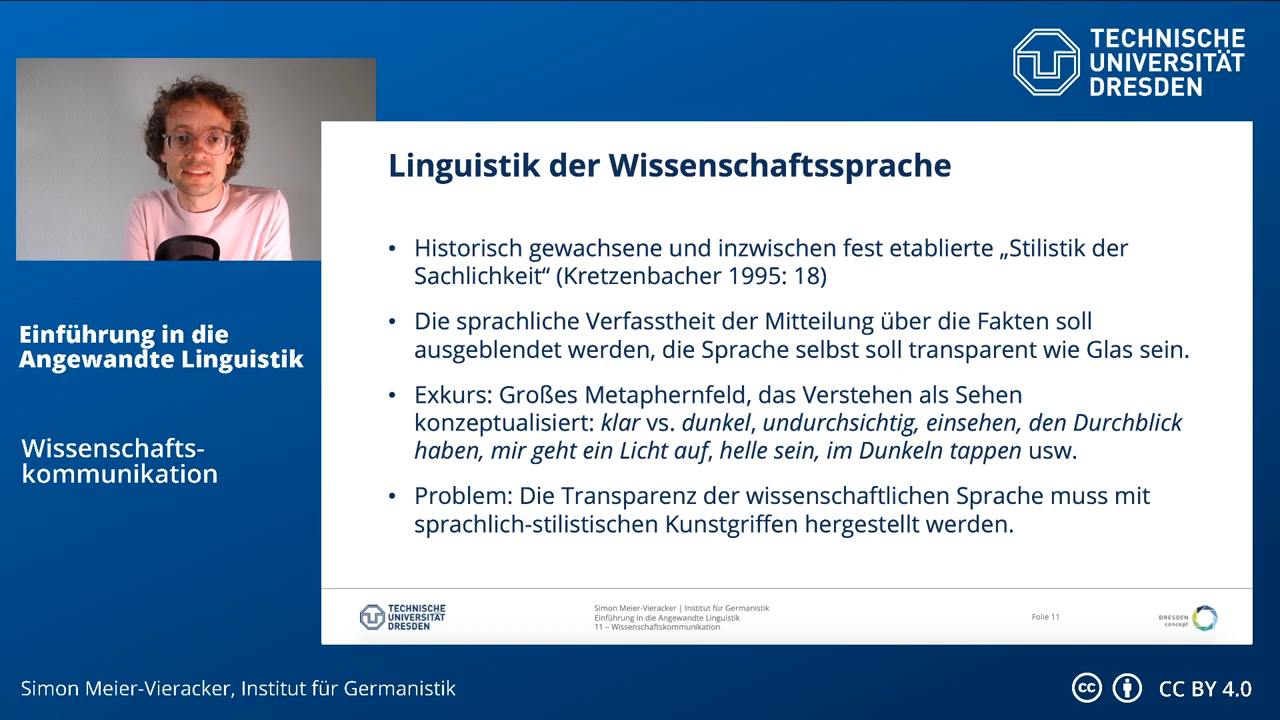 TECHNISCHE
UNIVERSITÄT
DRESDEN
Einführung in die
Angewandte Linguistik
Wissenschafts-
kommunikation
Linguistik der Wissenschaftssprache
• Historisch gewachsene und inzwischen fest etablierte „Stilistik der
Sachlichkeit“ (Kretzenbacher 1995: 18)
• Die sprachliche Verfasstheit der Mitteilung über die Fakten soll
ausgeblendet werden, die Sprache selbst soll transparent wie Glas sein.
• Exkurs: Großes Metaphernfeld, das Verstehen als Sehen
konzeptualisiert: klar vs. dunkel, undurchsichtig, einsehen, den Durchblick
haben, mir geht ein Licht auf, helle sein, im Dunkeln tappen usw.
• Problem: Die Transparenz der wissenschaftlichen Sprache muss mit
sprachlich-stilistischen Kunstgriffen hergestellt werden.
TECHNISCHE
UNIVERSITÄT
DRESDEN
Simon Meier-Vieracker | Institut für Germanistik
Einführung in die Angewandte Linguistik
11 – Wissenschaftskommunikation
Folie 11
DRESDEN
concept
Simon Meier-Vieracker, Institut für Germanistik
cc
CC BY 4.0